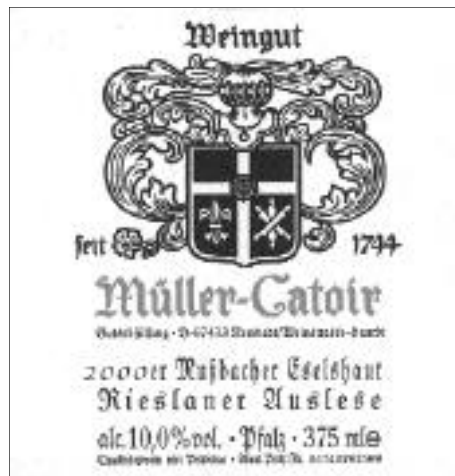 Weingut
seit 1744
Müller-Catoir
2000er Mußbacher Eselshaut
Rieslaner Auslese
alc. 10,0% vol. · Pfalz · 375 ml e